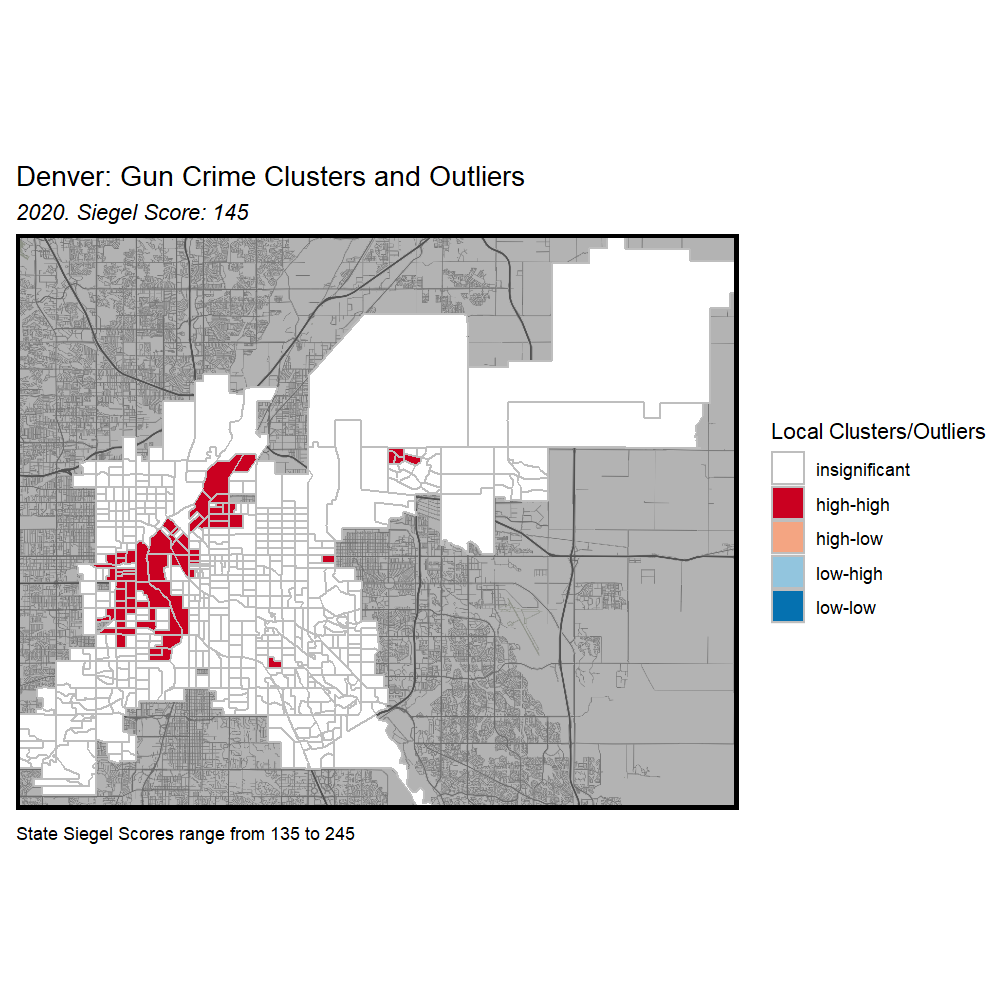 Denver: Gun Crime Clusters and Outliers
2020. Siegel Score: 145
Local Clusters/Outliers
insignificant
high-high
high-low
low-high
low-low
State Siegel Scores range from 135 to 245